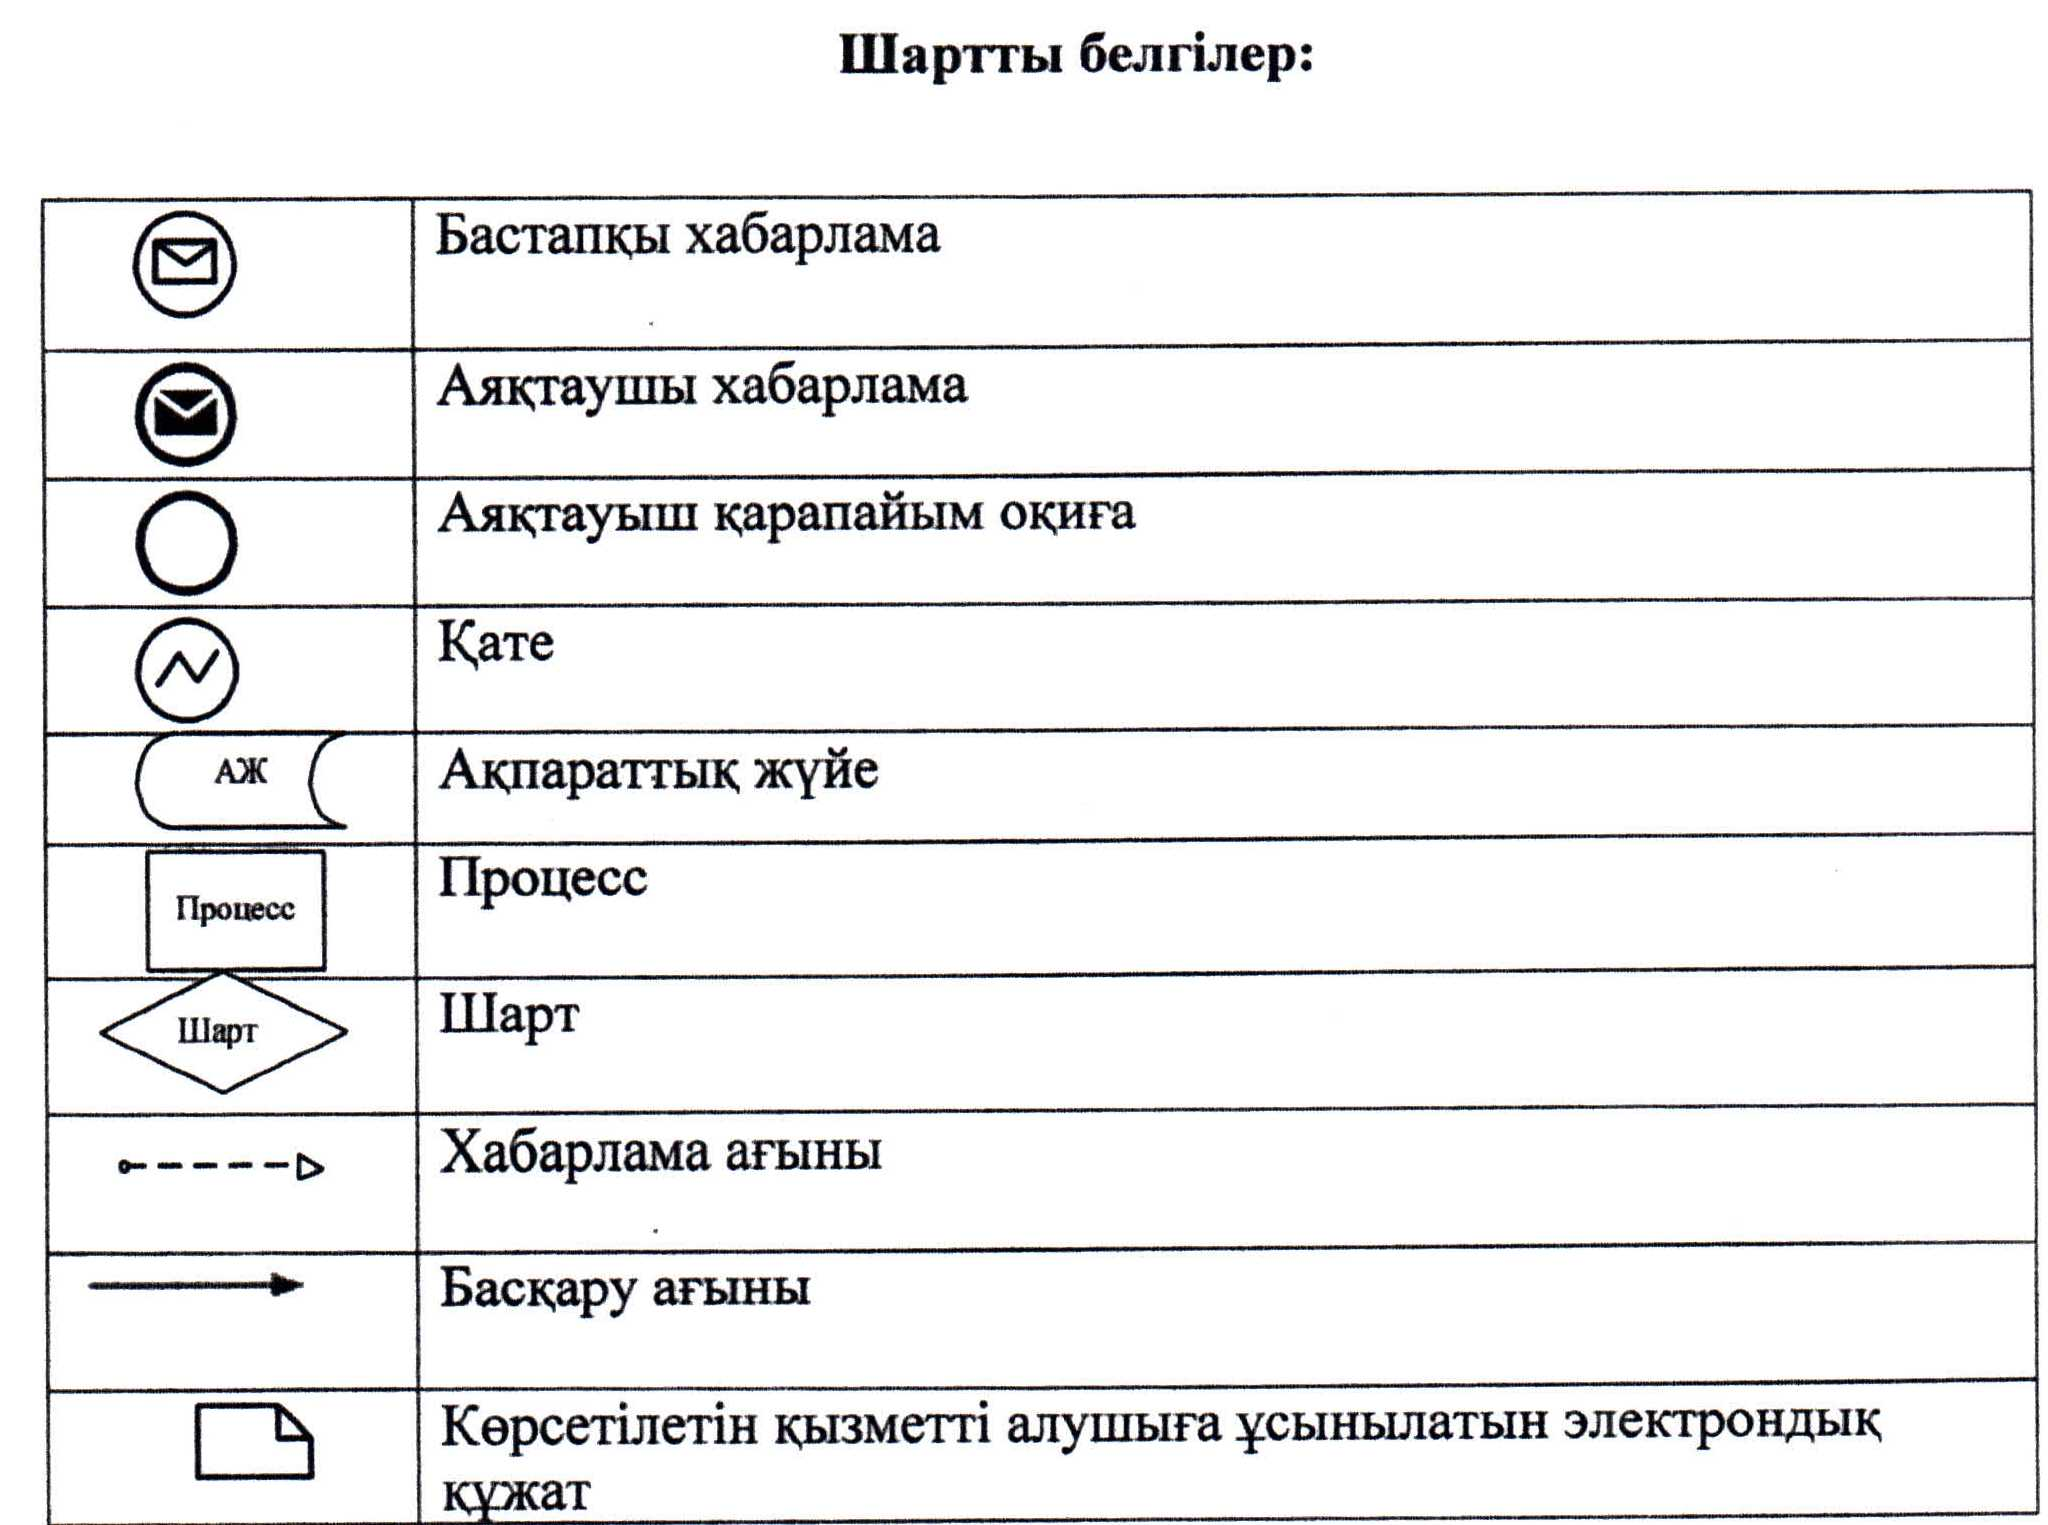 Шартты белгілер:
Бастапқы хабарлама
Аяқтаушы хабарлама
Аяқтауыш қарапайым оқиға
Қате
АЖ
Ақпараттық жүйе
Процесс
Процесс
Шарт
Шарт
Хабарлама ағыны
Басқару ағыны
Көрсетілетін қызметті алушыға ұсынылатын электрондық
құжат